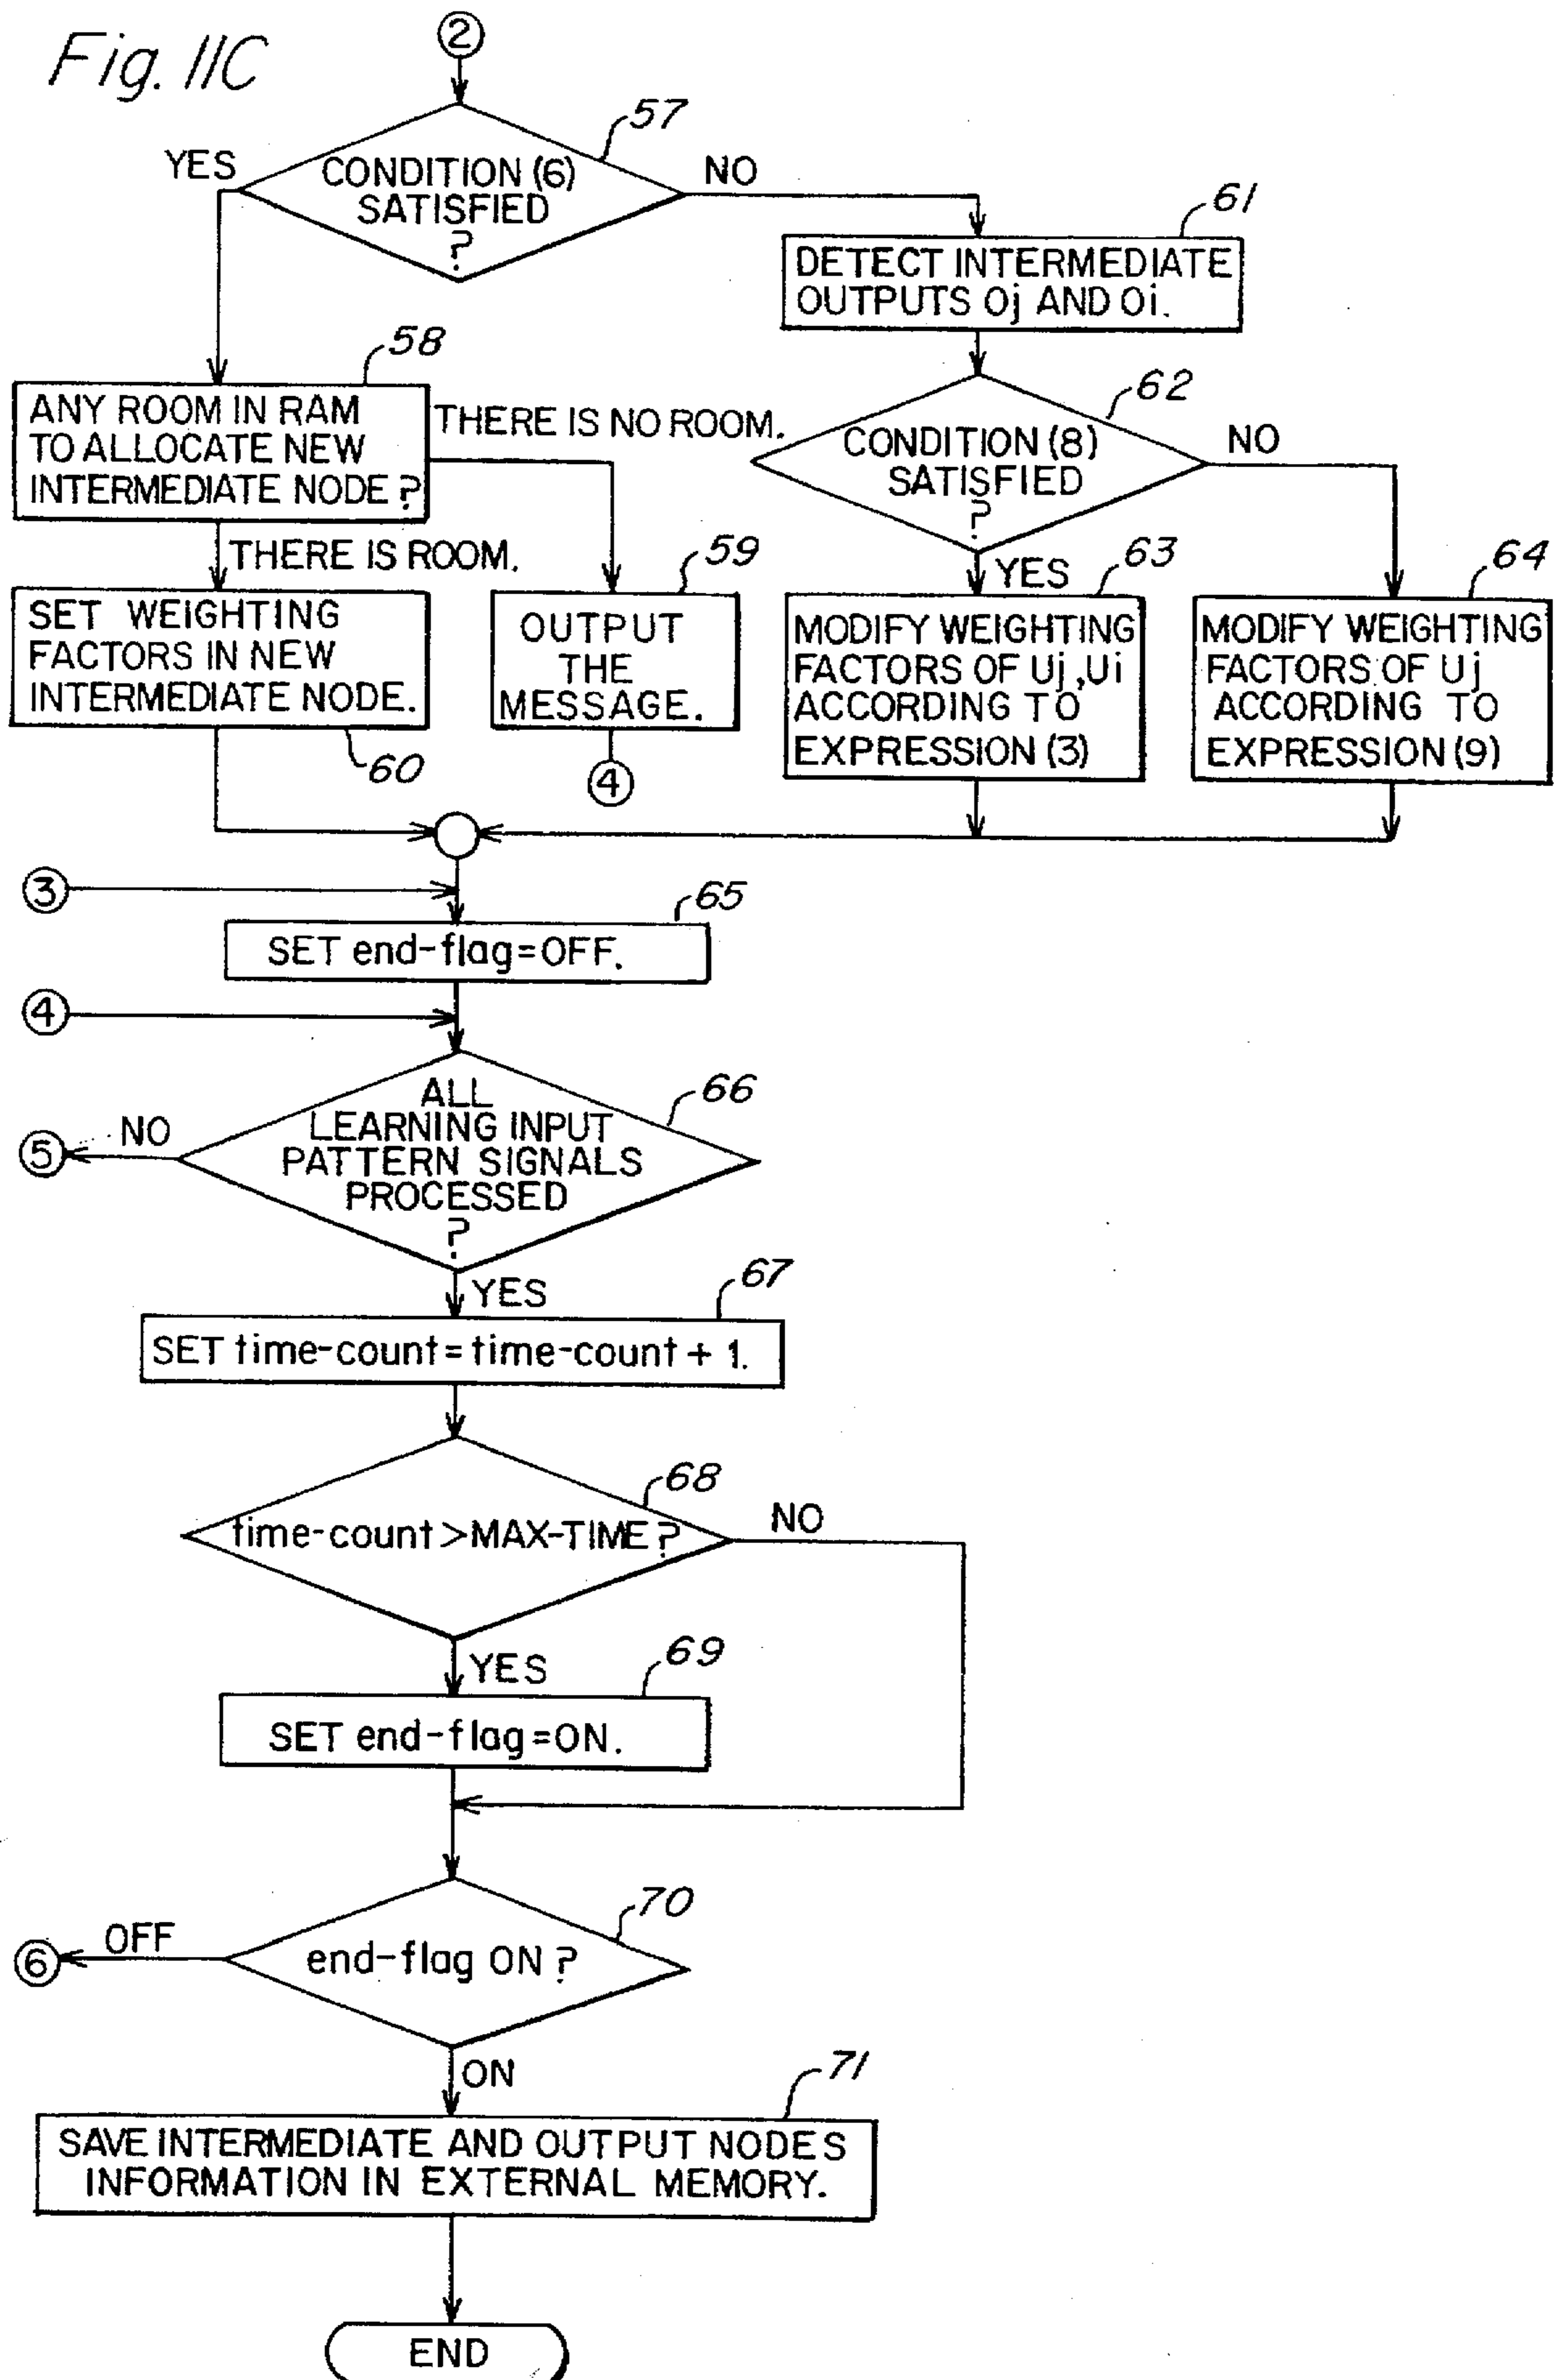 Fig. 11C
2
57
YES
CONDITION (6)
SATISFIED
?
NO
61
DETECT INTERMEDIATE
OUTPUTS Oj AND Oi.
58
ANY ROOM IN RAM
TO ALLOCATE NEW
INTERMEDIATE NODE?
THERE IS NO ROOM.
62
CONDITION (8)
SATISFIED
?
NO
THERE IS ROOM.
59
YES
63
64
SET WEIGHTING
FACTORS IN NEW
INTERMEDIATE NODE.
60
OUTPUT
THE
MESSAGE.
4
MODIFY WEIGHTING
FACTORS OF Uj, Ui
ACCORDING TO
EXPRESSION (3)
MODIFY WEIGHTING
FACTORS OF Uj
ACCORDING TO
EXPRESSION (9)
3
65
SET end-flag=OFF.
4
66
ALL
LEARNING INPUT
PATTERN SIGNALS
PROCESSED
?
NO
5
YES
67
SET time-count=time-count + 1.
68
time-count>MAX-TIME?
NO
YES
69
SET end-flag=ON.
70
OFF
6
end-flag ON?
ON
71
SAVE INTERMEDIATE AND OUTPUT NODES
INFORMATION IN EXTERNAL MEMORY.
END